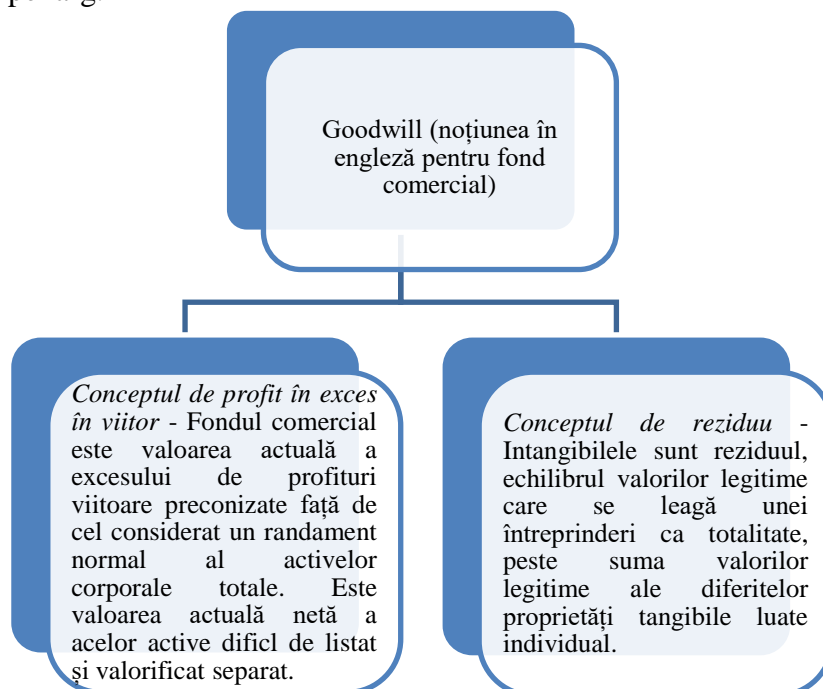 Goodwill (noțiunea în
engleză pentru fond
comercial)
Conceptul de profit în exces
în viitor - Fondul comercial
este valoarea actuală a
excesului de profituri
viitoare preconizate față de
cel considerat un randament
normal al activelor
corporale totale. Este
valoarea actuală netă a
acelor active dificl de listat
și valorificat separat.
Conceptul de reziduu -
Intangibilele sunt reziduul,
echilibrul valorilor legitime
care se leagă unei
întreprinderi ca totalitate,
peste suma valorilor
legitime ale diferitelor
proprietăți tangibile luate
individual.